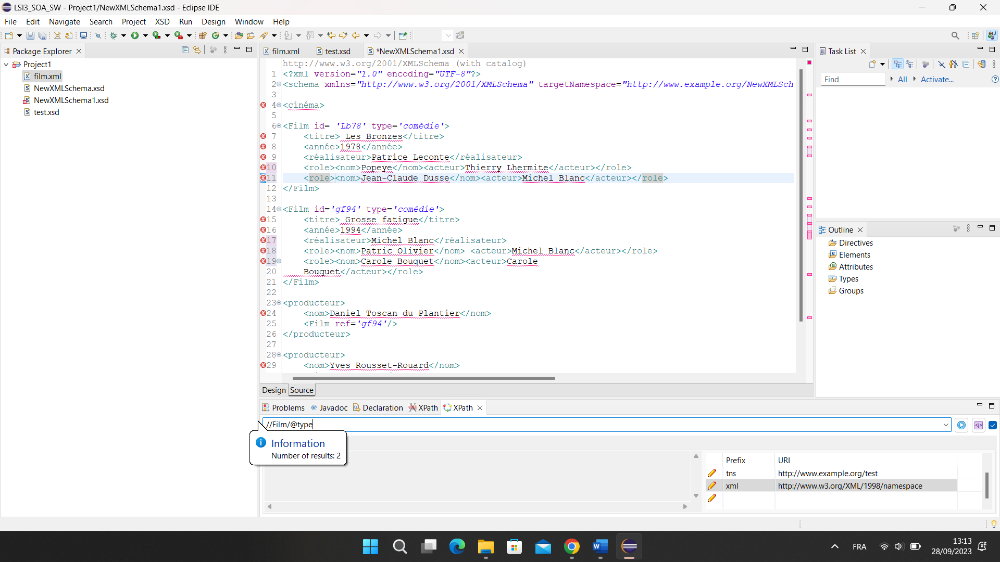 LSI3_SOA_SW - Project1/NewXMLSchema1.xsd - Eclipse IDE
File Edit Navigate Search Project XSD Run Design Window Help
Package Explorer
Project1
film.xml
NewXMLSchema.xsd
NewXMLSchema1.xsd
test.xsd
film.xml test.xsd *NewXMLSchema1.xsd
http://www.w3.org/2001/XMLSchema (with catalog)
1 <?xml version="1.0" encoding="UTF-8"?>
2 <schema xmlns="http://www.w3.org/2001/XMLSchema" targetNamespace="http://www.example.org/NewXMLSch
3
4 <cinéma>
5
6 <Film id= 'Lb78' type='comédie'>
7 <titre> Les Bronzes</titre>
8 <année>1978</année>
9 <réalisateur>Patrice Leconte</réalisateur>
10 <role><nom>Popeye</nom><acteur>Thierry Lhermite</acteur></role>
11 <role><nom>Jean-Claude Dusse</nom><acteur>Michel Blanc</acteur></role>
12 </Film>
13
14 <Film id='gf94' type='comédie'>
15 <titre> Grosse fatigue</titre>
16 <année>1994</année>
17 <réalisateur>Michel Blanc</réalisateur>
18 <role><nom>Patric Olivier</nom> <acteur>Michel Blanc</acteur></role>
19 <role><nom>Carole Bouquet</nom><acteur>Carole
20 Bouquet</acteur></role>
21 </Film>
22
23 <producteur>
24 <nom>Daniel Toscan du Plantier</nom>
25 <Film ref='gf94'/>
26 </producteur>
27
28 <producteur>
29 <nom>Yves Rousset-Rouard</nom>
Design Source
Task List
Find All Activate...
Outline
Directives
Elements
Attributes
Types
Groups
Problems Javadoc Declaration XPath XPath
//Film/@type
Information
Number of results: 2
Prefix URI
tns http://www.example.org/test
xml http://www.w3.org/XML/1998/namespace
FRA
13:13
28/09/2023